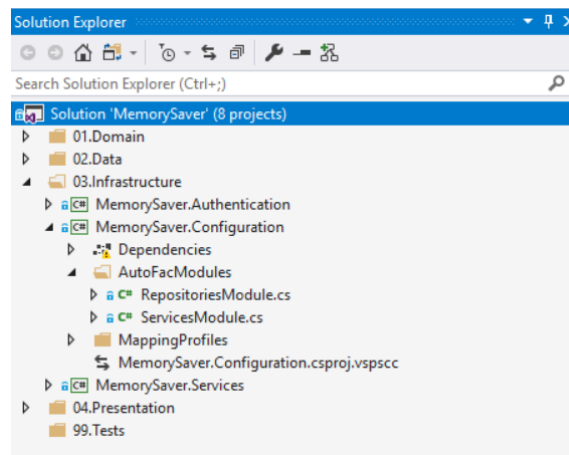 Solution Explorer
Search Solution Explorer (Ctrl+;)
Solution 'MemorySaver' (8 projects)
01.Domain
02.Data
03.Infrastructure
C# MemorySaver.Authentication
C# MemorySaver.Configuration
Dependencies
AutoFacModules
C# RepositoriesModule.cs
C# ServicesModule.cs
MappingProfiles
MemorySaver.Configuration.csproj.vspscc
C# MemorySaver.Services
04.Presentation
99.Tests